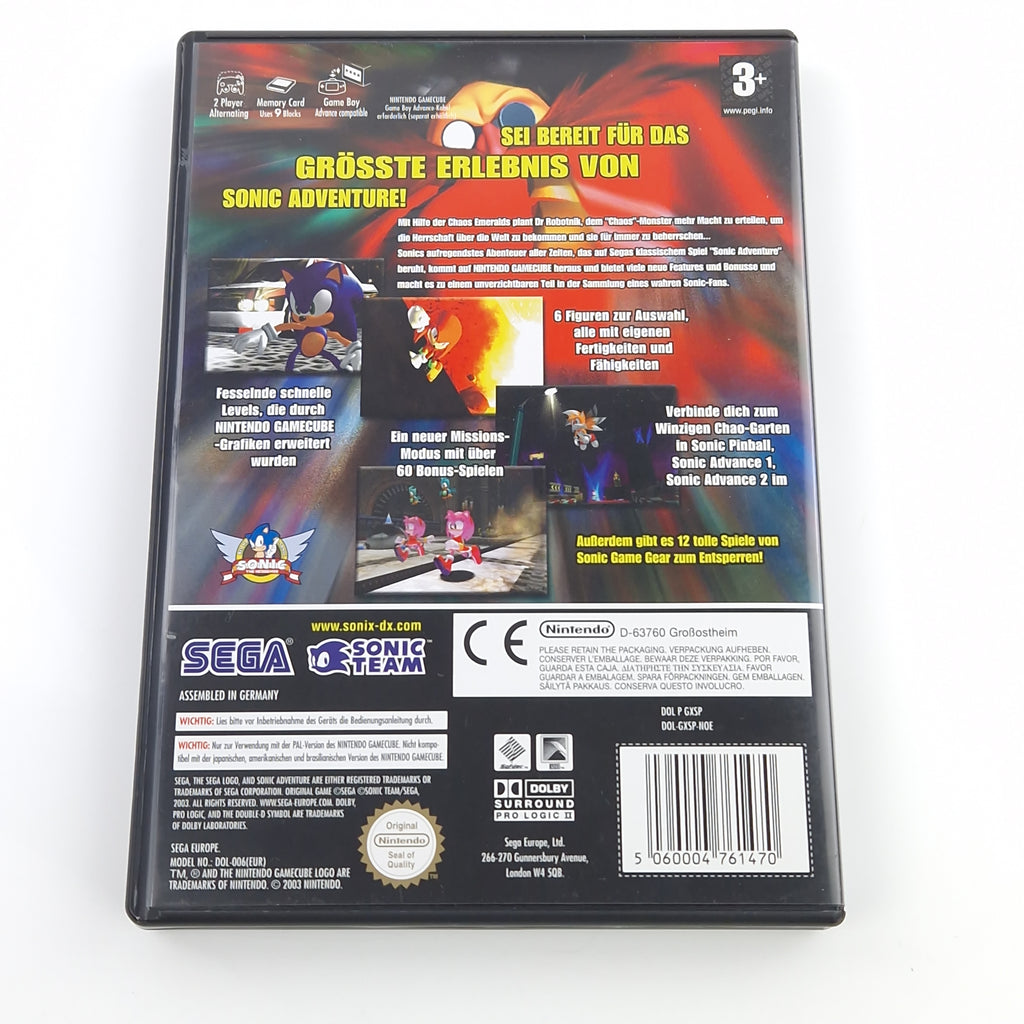 2 Player
Alternating
Memory Card
Uses 9 Blocks
Game Boy
Advance compatible
NINTENDO GAMECUBE
Game Boy Advance-Kabel
erforderlich (separat erhältlich)
3+
www.pegi.info
SEI BEREIT FÜR DAS
GRÖSSTE ERLEBNIS VON
SONIC ADVENTURE!
Mit Hilfe der Chaos Emeralds plant Dr Robotnik, dem "Chaos"-Monster mehr Macht zu erteilen, um
die Herrschaft über die Welt zu bekommen und sie für immer zu beherrschen...
Sonics aufregendstes Abenteuer aller Zeiten, das auf Segas klassischem Spiel "Sonic Adventure"
beruht, kommt auf NINTENDO GAMECUBE heraus und bietet viele neue Features und Bonusse und
macht es zu einem unverzichtbaren Teil in der Sammlung eines wahren Sonic-Fans.
6 Figuren zur Auswahl,
alle mit eigenen
Fertigkeiten und
Fähigkeiten
Fesselnde schnelle
Levels, die durch
NINTENDO GAMECUBE
-Grafiken erweitert
wurden
Ein neuer Missions-
Modus mit über
60 Bonus-Spielen
Verbinde dich zum
Winzigen Chao-Garten
in Sonic Pinball,
Sonic Advance 1,
Sonic Advance 2 im
Außerdem gibt es 12 tolle Spiele von
Sonic Game Gear zum Entsperren!
SONIC
THE HEDGEHOG
www.sonix-dx.com
SEGA®
SONIC
TEAM™
ASSEMBLED IN GERMANY
CE
Nintendo® D-63760 Großostheim
PLEASE RETAIN THE PACKAGING. VERPACKUNG AUFHEBEN.
CONSERVER L'EMBALLAGE. BEWAAR DEZE VERPAKKING. POR FAVOR,
GUARDA ESTA CAJA. ΔΙΑΤΗΡΗΣΤΕ ΤΗΝ ΣΥΣΚΕΥΑΣΙΑ. FAVOR
GUARDAR A EMBALAGEM. SPARA FÖRPACKNINGEN. GEM EMBALLAGEN.
SÄILYTÄ PAKKAUS. CONSERVA QUESTO INVOLUCRO.
DOL P GXSP
DOL-GXSP-NOE
WICHTIG: Lies bitte vor Inbetriebnahme des Geräts die Bedienungsanleitung durch.
WICHTIG: Nur zur Verwendung mit der PAL-Version des NINTENDO GAMECUBE. Nicht kompa-
tibel mit der japanischen, amerikanischen und brasilianischen Version des NINTENDO GAMECUBE.
SEGA, THE SEGA LOGO, AND SONIC ADVENTURE ARE EITHER REGISTERED TRADEMARKS OR
TRADEMARKS OF SEGA CORPORATION. ORIGINAL GAME ©SEGA ©SONIC TEAM/SEGA,
2003. ALL RIGHTS RESERVED. WWW.SEGA-EUROPE.COM. DOLBY,
PRO LOGIC, AND THE DOUBLE-D SYMBOL ARE TRADEMARKS
OF DOLBY LABORATORIES.
SEGA EUROPE.
MODEL NO.: DOL-006(EUR)
TM, ® AND THE NINTENDO GAMECUBE LOGO ARE
TRADEMARKS OF NINTENDO. © 2003 NINTENDO.
Original
Nintendo
Seal of
Quality
DOLBY
SURROUND
PRO LOGIC II
Sega Europe, Ltd.
266-270 Gunnersbury Avenue,
London W4 5QB.
5 060004 761470